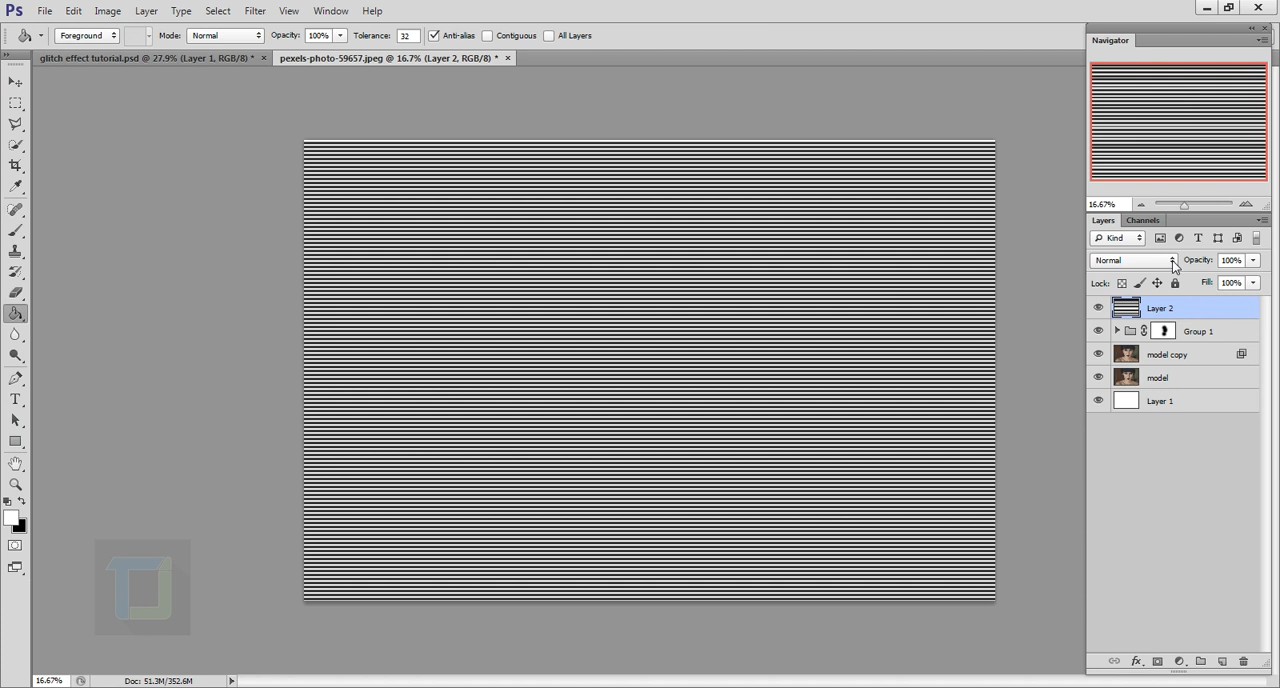 Ps File Edit Image Layer Type Select Filter View Window Help
Foreground Mode: Normal Opacity: 100% Tolerance: 32 Anti-alias Contiguous All Layers
glitch effect tutorial.psd @ 27.9% (Layer 1, RGB/8) * × pexels-photo-59657.jpeg @ 16.7% (Layer 2, RGB/8) * ×
Navigator
16.67%
Layers Channels
Kind
Normal Opacity: 100%
Lock: Fill: 100%
Layer 2
Group 1
model copy
model
Layer 1
fx
16.67% Doc: 51.3M/352.6M